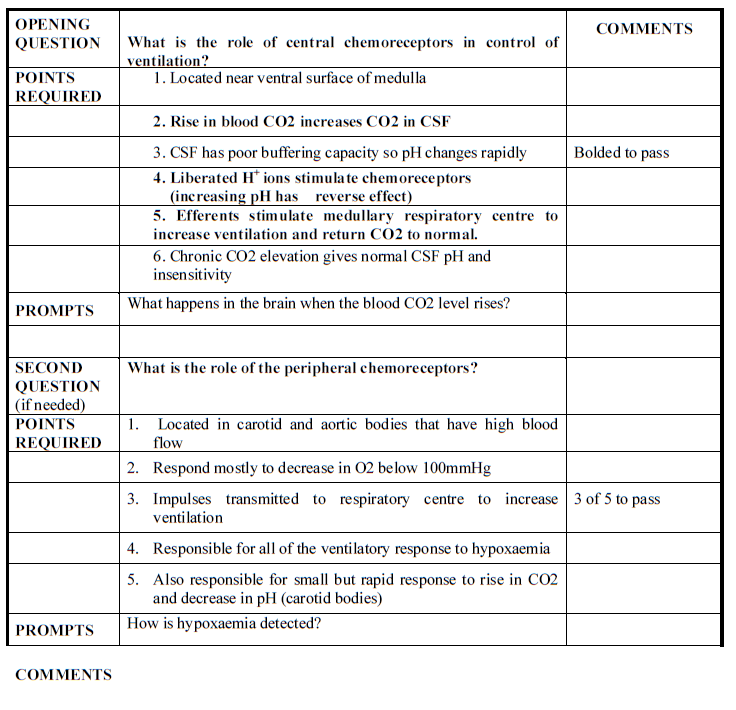 OPENING
QUESTION
What is the role of central chemoreceptors in control of
ventilation?
COMMENTS
POINTS
REQUIRED
1. Located near ventral surface of medulla
2. Rise in blood CO2 increases CO2 in CSF
3. CSF has poor buffering capacity so pH changes rapidly
Bolded to pass
4. Liberated H+ ions stimulate chemoreceptors
(increasing pH has reverse effect)
5. Efferents stimulate medullary respiratory centre to
increase ventilation and return CO2 to normal.
6. Chronic CO2 elevation gives normal CSF pH and
insensitivity
PROMPTS
What happens in the brain when the blood CO2 level rises?
SECOND
QUESTION
(if needed)
What is the role of the peripheral chemoreceptors?
POINTS
REQUIRED
1. Located in carotid and aortic bodies that have high blood
flow
2. Respond mostly to decrease in O2 below 100mmHg
3. Impulses transmitted to respiratory centre to increase
ventilation
3 of 5 to pass
4. Responsible for all of the ventilatory response to hypoxaemia
5. Also responsible for small but rapid response to rise in CO2
and decrease in pH (carotid bodies)
PROMPTS
How is hypoxaemia detected?
COMMENTS